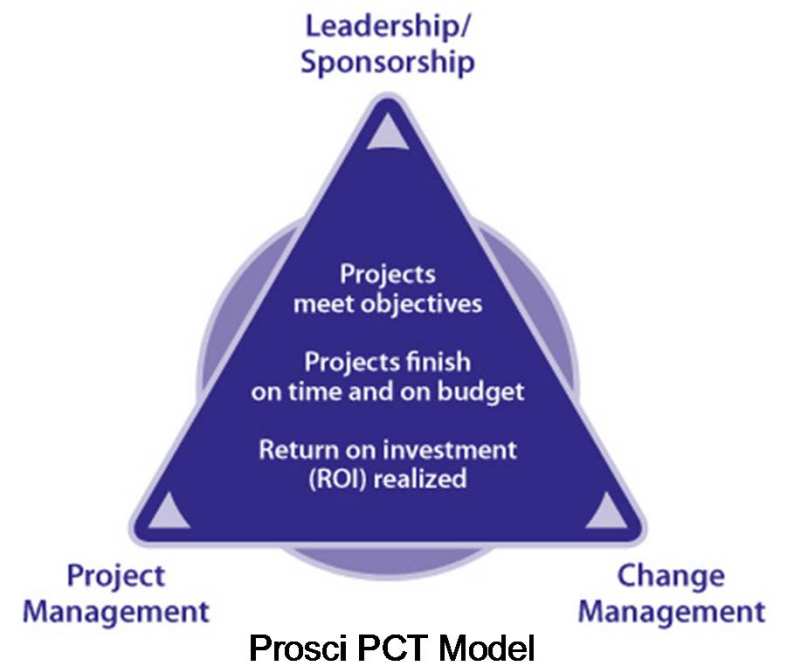 Leadership/
Sponsorship
Projects
meet objectives
Projects finish
on time and on budget
Return on investment
(ROI) realized
Project
Management
Change
Management
Prosci PCT Model